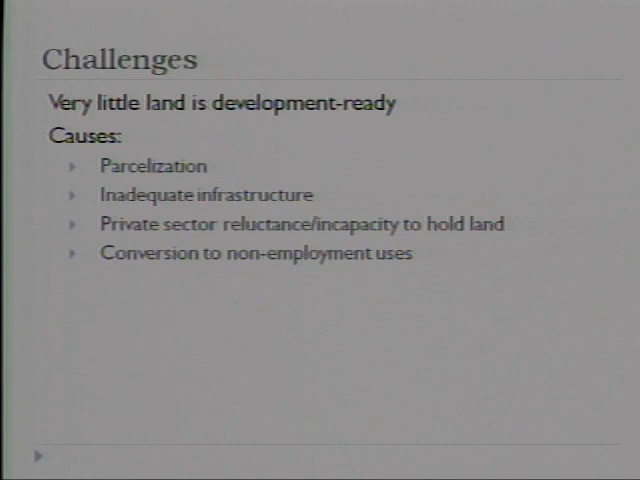 Challenges
Very little land is development-ready
Causes:
Parcelization
Inadequate infrastructure
Private sector reluctance/incapacity to hold land
Conversion to non-employment uses